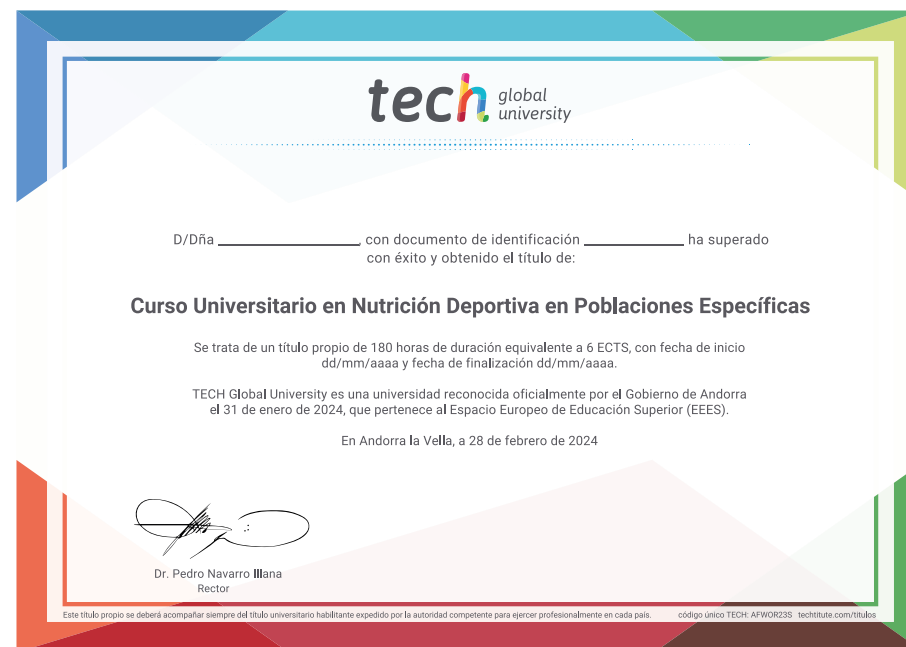 tech global university
D/Dña ____________________, con documento de identificación ______________ ha superado
con éxito y obtenido el título de:
Curso Universitario en Nutrición Deportiva en Poblaciones Específicas
Se trata de un título propio de 180 horas de duración equivalente a 6 ECTS, con fecha de inicio
dd/mm/aaaa y fecha de finalización dd/mm/aaaa.
TECH Global University es una universidad reconocida oficialmente por el Gobierno de Andorra
el 31 de enero de 2024, que pertenece al Espacio Europeo de Educación Superior (EEES).
En Andorra la Vella, a 28 de febrero de 2024
Dr. Pedro Navarro Illana
Rector
Este título propio se deberá acompañar siempre del título universitario habilitante expedido por la autoridad competente para ejercer profesionalmente en cada país. código único TECH: AFWOR23S techtitute.com/titulos